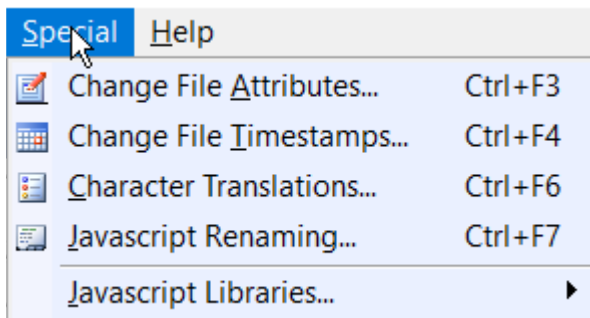 Special Help
Change File Attributes... Ctrl+F3
Change File Timestamps... Ctrl+F4
Character Translations... Ctrl+F6
Javascript Renaming... Ctrl+F7
Javascript Libraries...